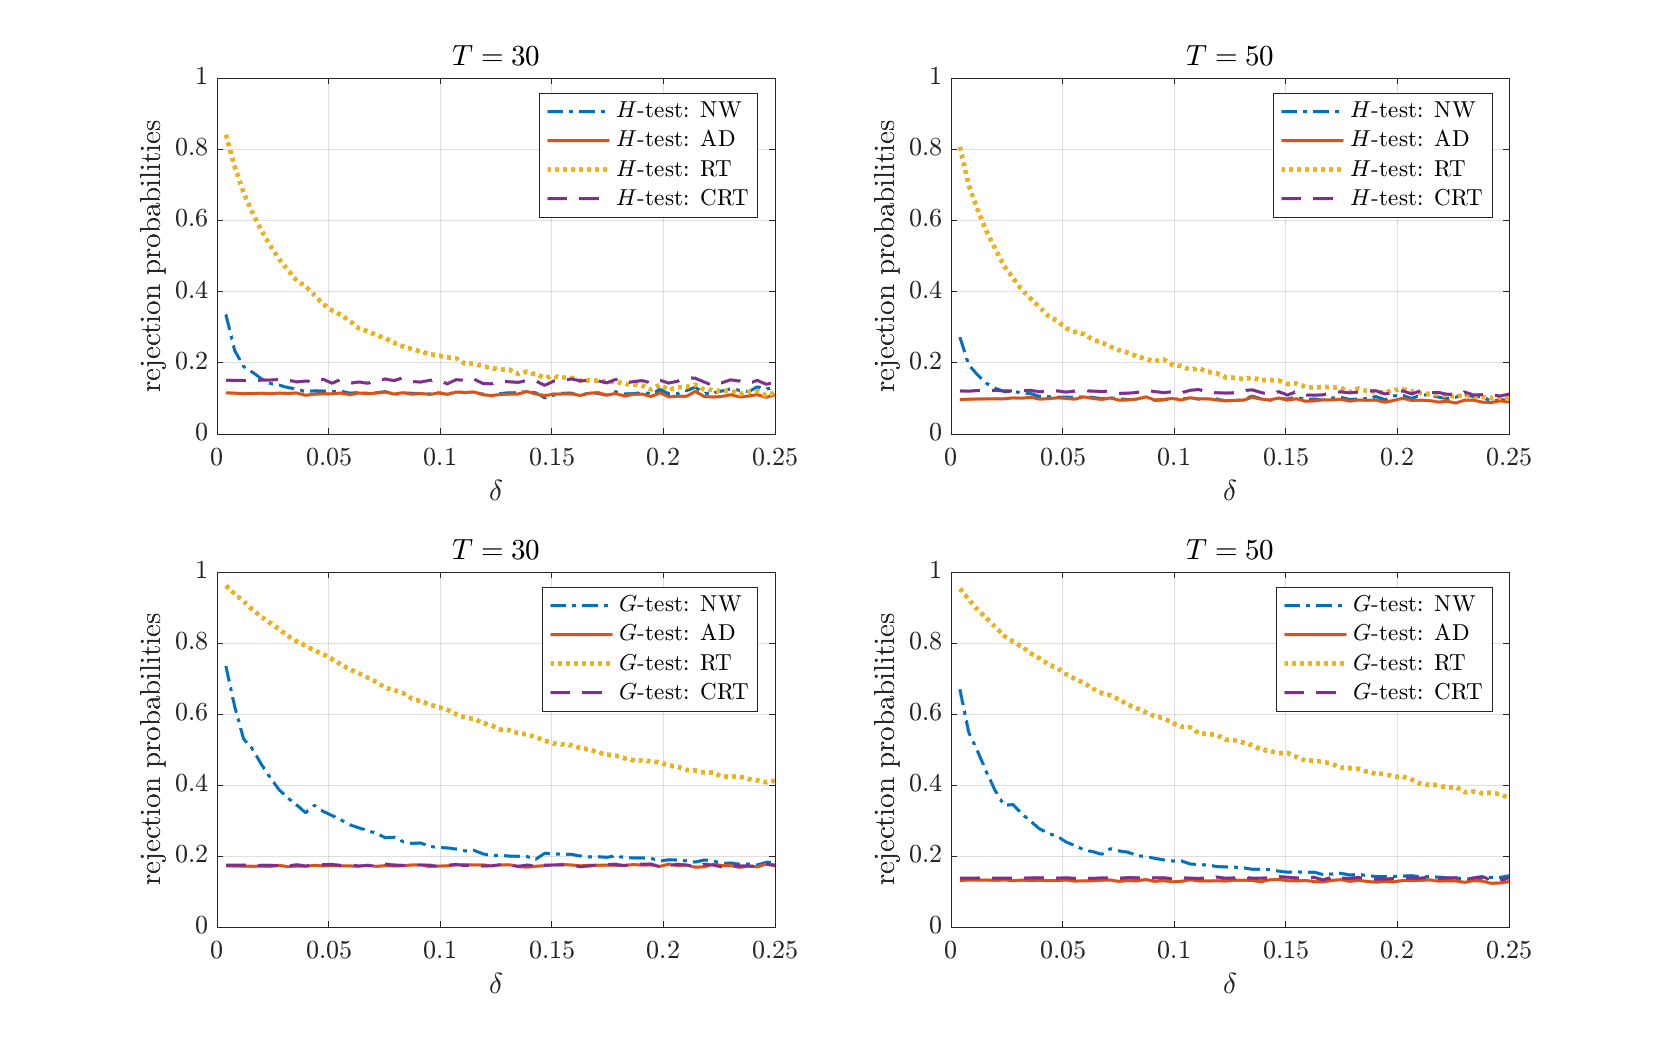 T = 30
1
0.8
0.6
0.4
0.2
0
rejection probabilities
H-test: NW
H-test: AD
H-test: RT
H-test: CRT
0 0.05 0.1 0.15 0.2 0.25
δ
T = 50
1
0.8
0.6
0.4
0.2
0
rejection probabilities
H-test: NW
H-test: AD
H-test: RT
H-test: CRT
0 0.05 0.1 0.15 0.2 0.25
δ
T = 30
1
0.8
0.6
0.4
0.2
0
rejection probabilities
G-test: NW
G-test: AD
G-test: RT
G-test: CRT
0 0.05 0.1 0.15 0.2 0.25
δ
T = 50
1
0.8
0.6
0.4
0.2
0
rejection probabilities
G-test: NW
G-test: AD
G-test: RT
G-test: CRT
0 0.05 0.1 0.15 0.2 0.25
δ